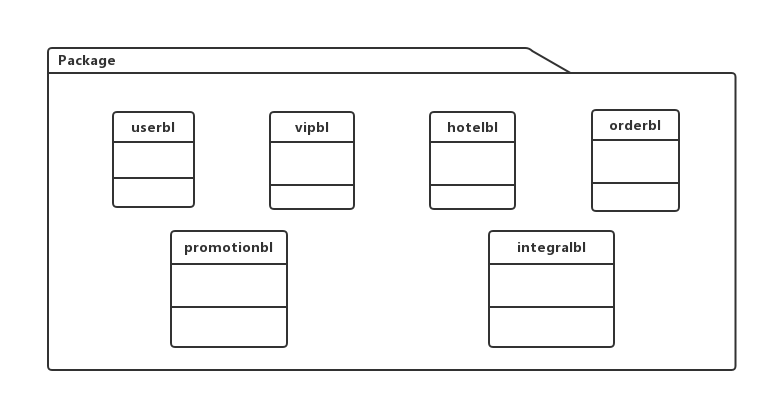 Package
userbl
vipbl
hotelbl
orderbl
promotionbl
integralbl